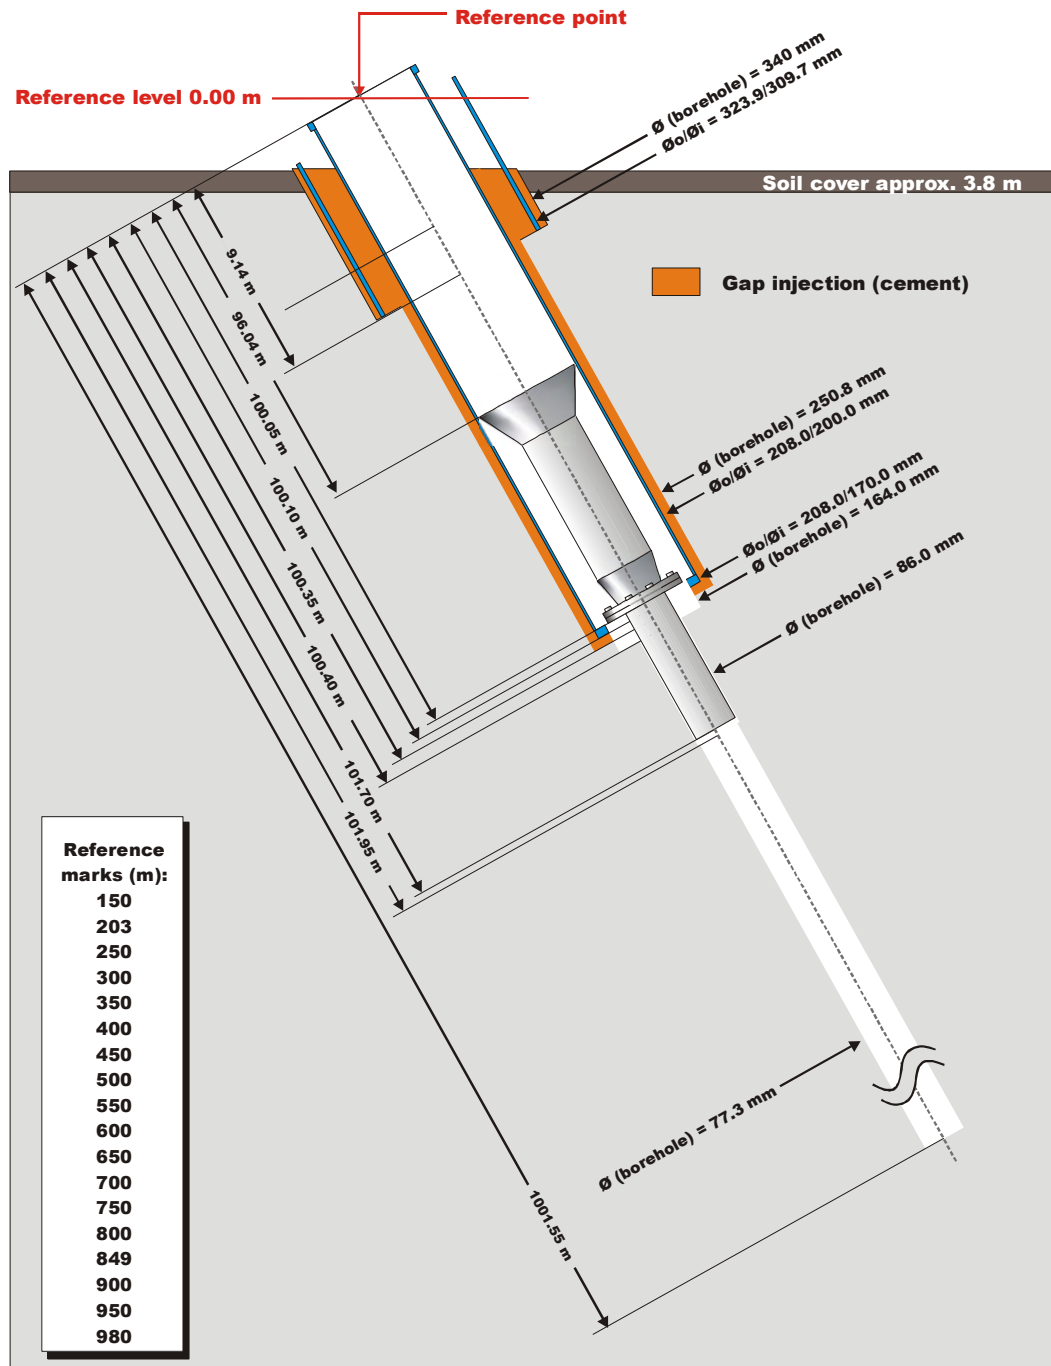 Reference point
Reference level 0.00 m
Ø (borehole) = 340 mm
Øo/Øi = 323.9/309.7 mm
Soil cover approx. 3.8 m
Gap injection (cement)
9.14 m
96.04 m
100.05 m
100.10 m
100.35 m
100.40 m
101.70 m
101.95 m
1001.55 m
Ø (borehole) = 250.8 mm
Øo/Øi = 208.0/200.0 mm
Øo/Øi = 208.0/170.0 mm
Ø (borehole) = 164.0 mm
Ø (borehole) = 86.0 mm
Ø (borehole) = 77.3 mm
Reference
marks (m):
150
203
250
300
350
400
450
500
550
600
650
700
750
800
849
900
950
980